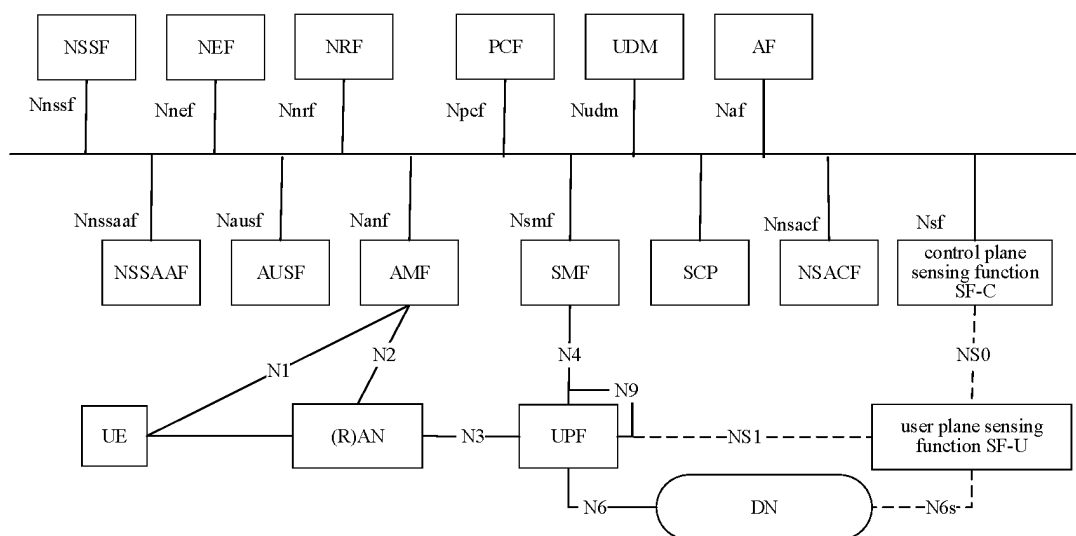 NSSF
NEF
NRF
PCF
UDM
AF
Nnssf
Nnef
Nnrf
Npcf
Nudm
Naf
Nnssaaf
Nausf
Nanf
Nsmf
Nnsacf
Nsf
NSSAAF
AUSF
AMF
SMF
SCP
NSACF
control plane
sensing function
SF-C
N1
N2
N4
NS0
N9
UE
(R)AN
N3
UPF
NS1
user plane sensing
function SF-U
N6
DN
N6s